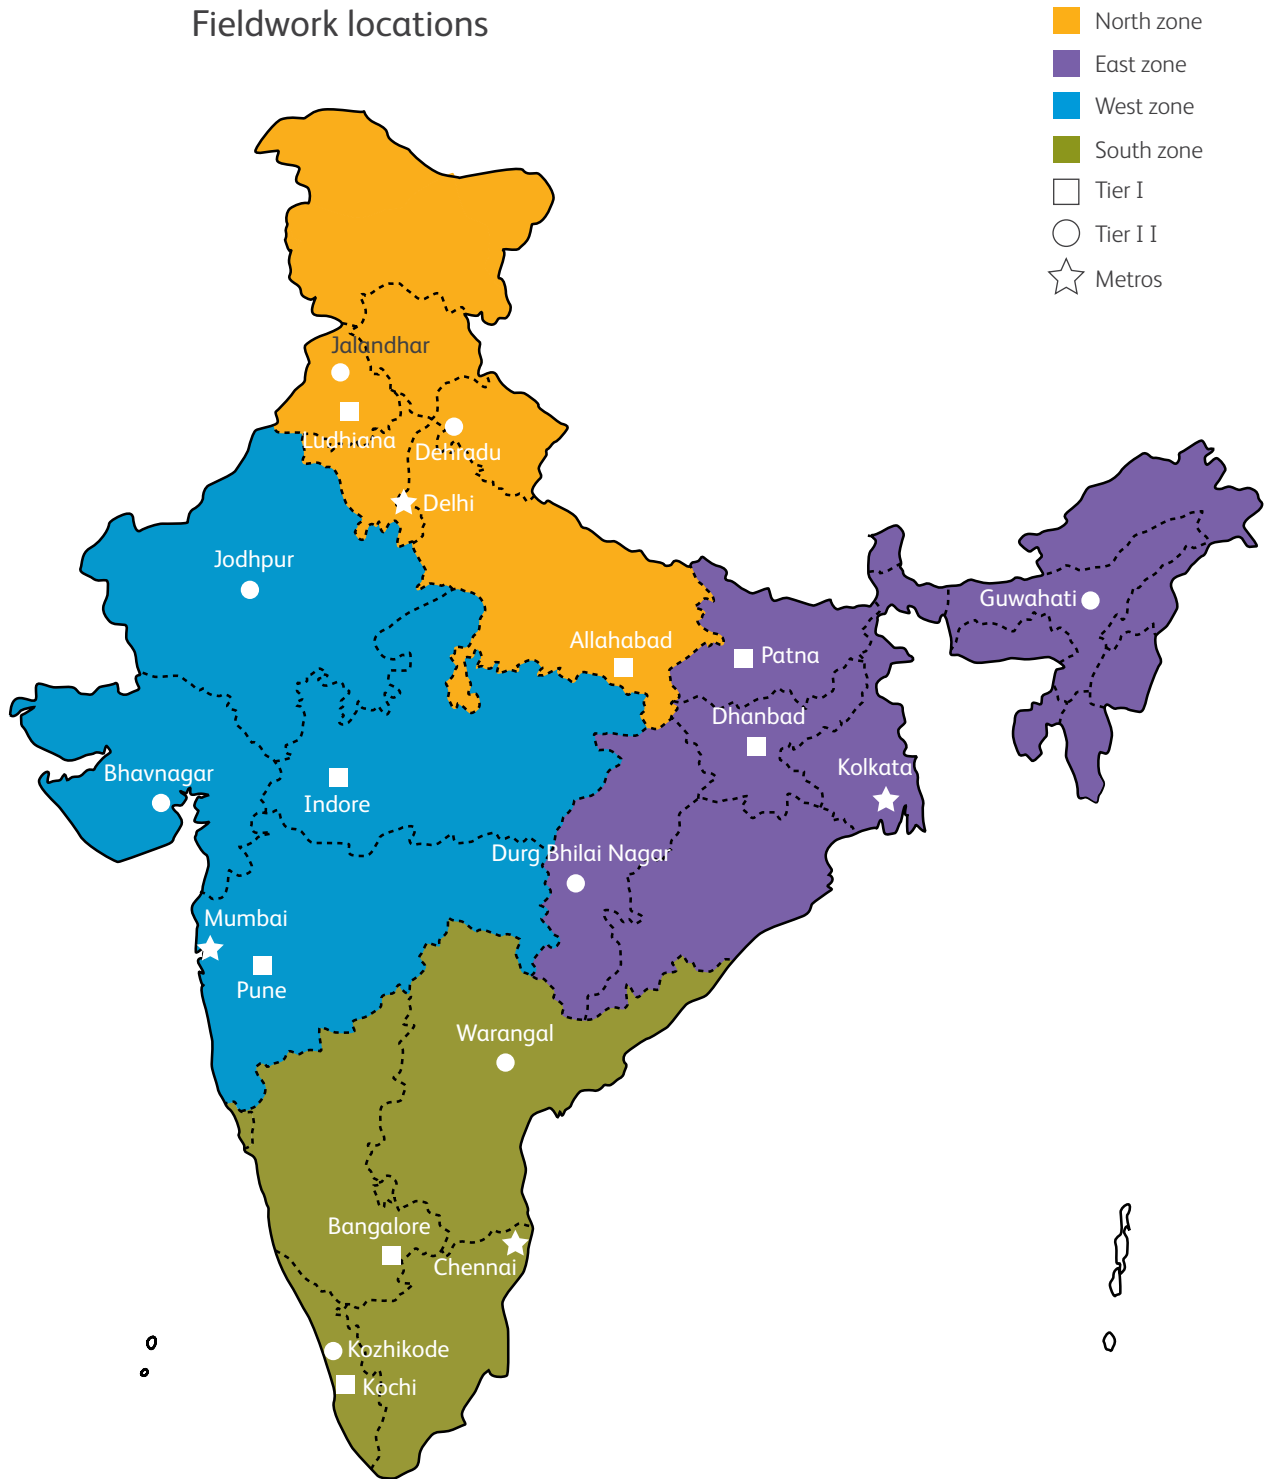 Fieldwork locations
North zone
East zone
West zone
South zone
Tier I
Tier I I
Metros
Jalandhar
Ludhiana
Dehradu
Delhi
Jodhpur
Guwahati
Allahabad
Patna
Dhanbad
Bhavnagar
Kolkata
Indore
Durg Bhilai Nagar
Mumbai
Pune
Warangal
Bangalore
Chennai
Kozhikode
Kochi